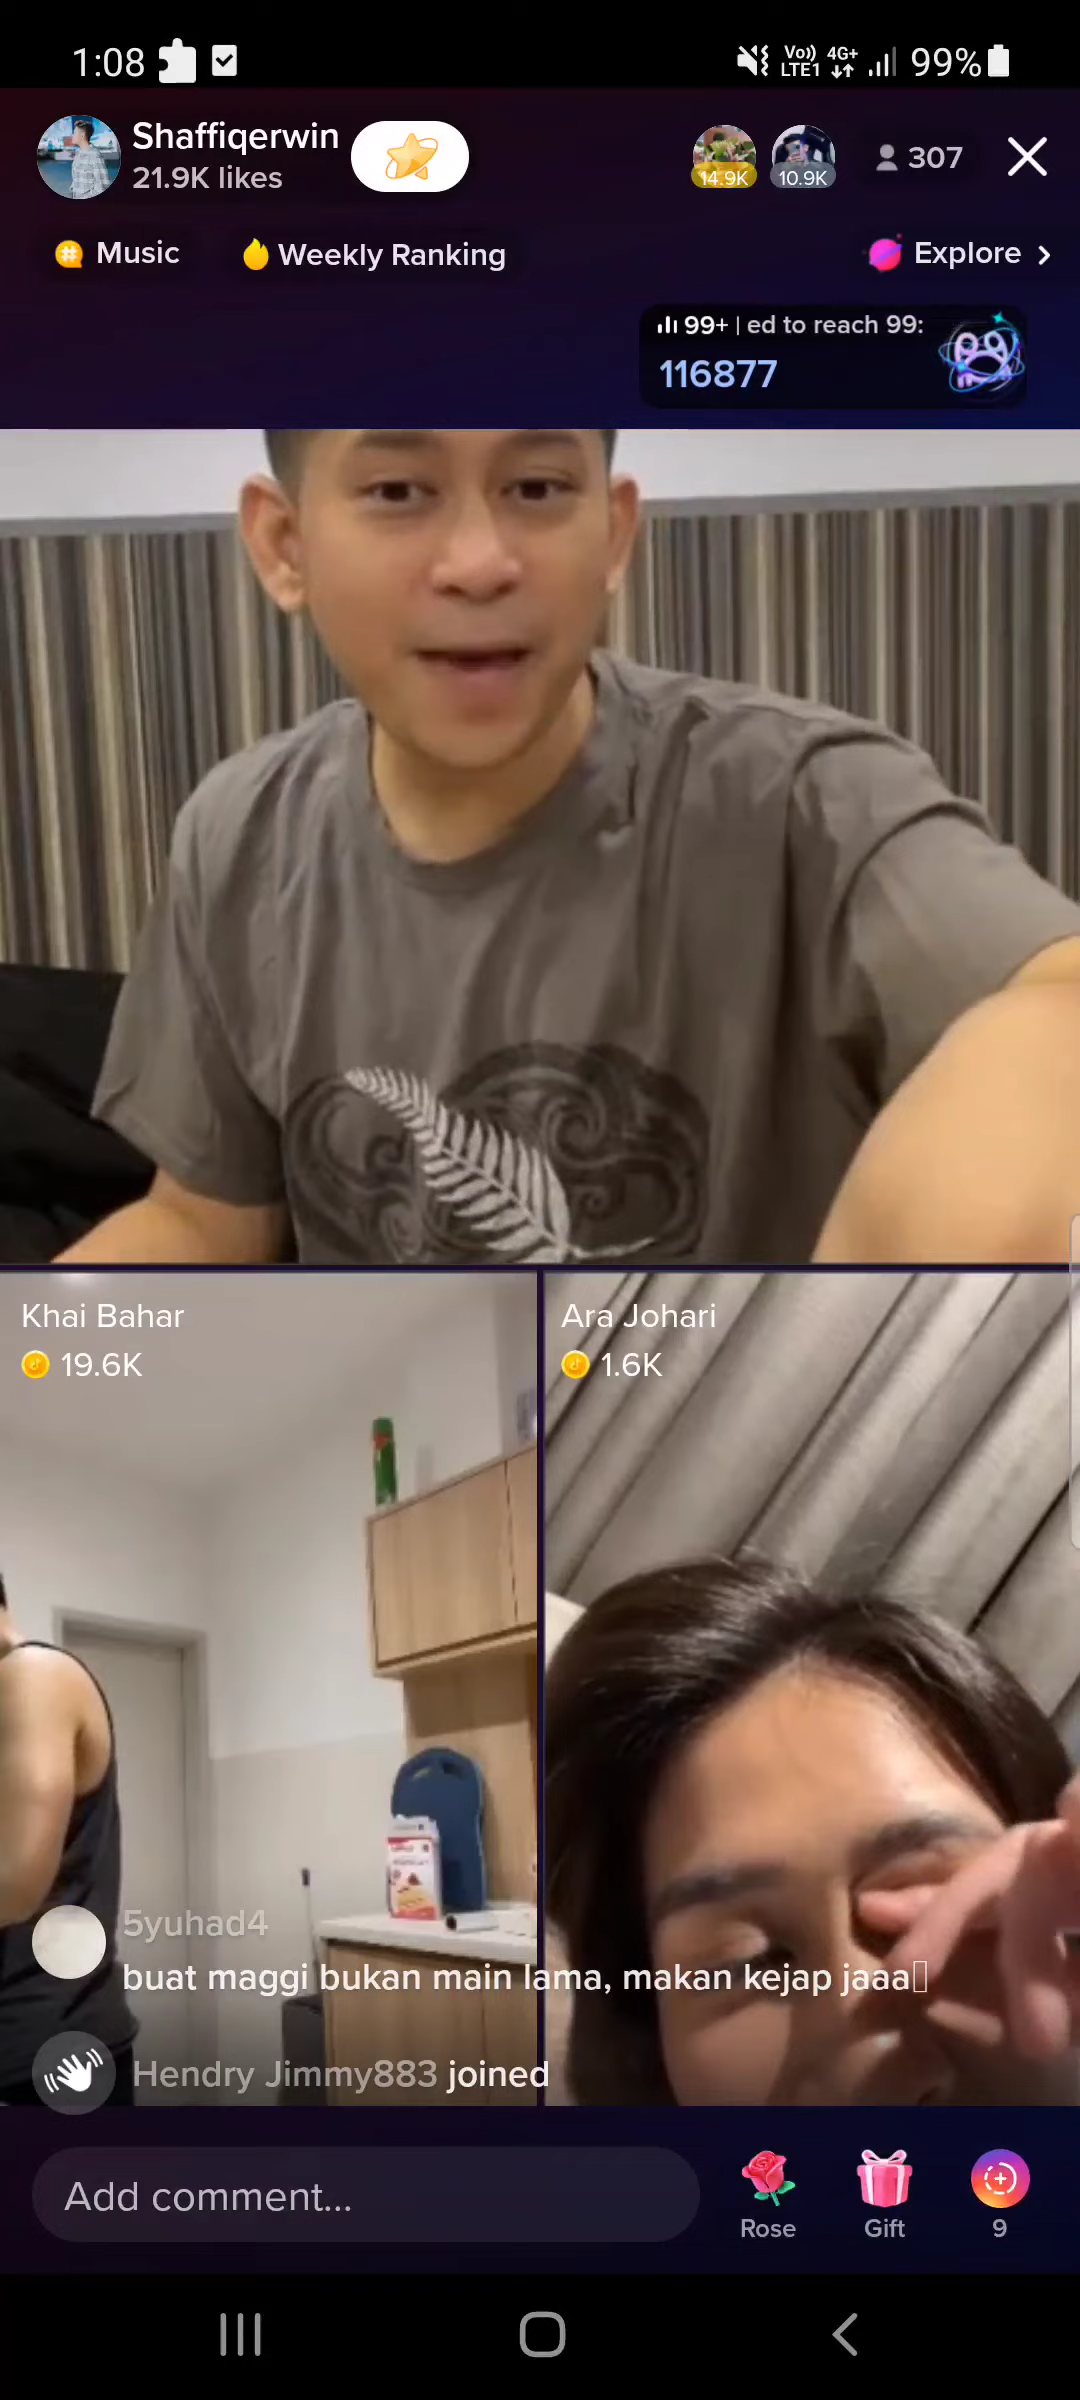 1:08
Vo))
LTE1
4G+
99%
Shaffiqerwin
21.9K likes
14.9K
10.9K
307
Music
Weekly Ranking
Explore
99+ | ed to reach 99:
116877
Khai Bahar
19.6K
Ara Johari
1.6K
5yuhad4
buat maggi bukan main lama, makan kejap jaaa
Hendry Jimmy883 joined
Add comment...
Rose
Gift
9